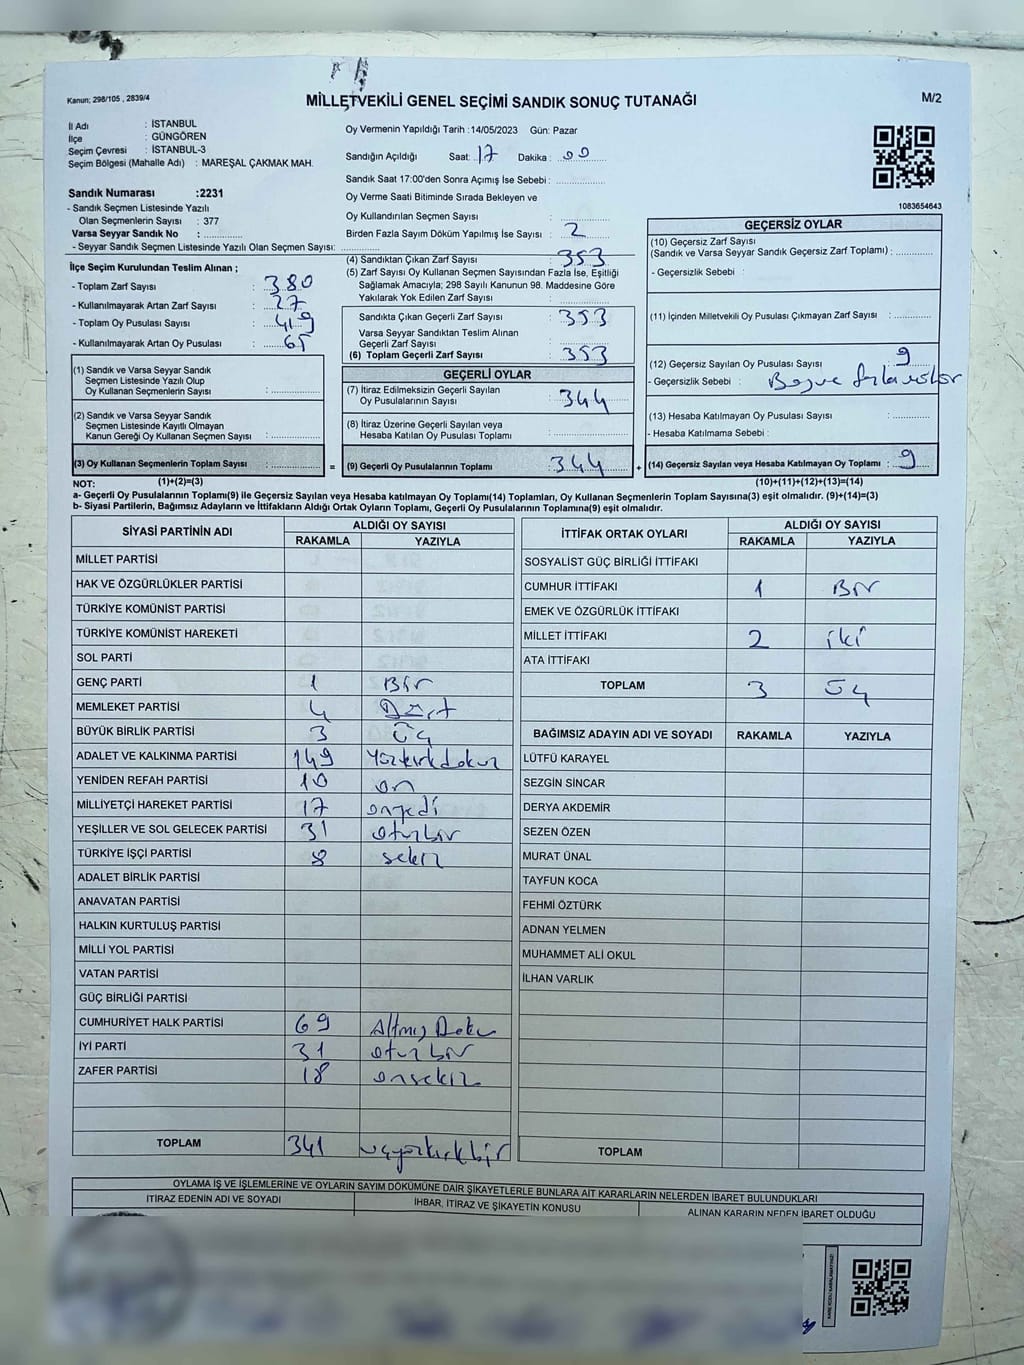 Kanun; 298/105 , 2839/4
MİLLETVEKİLİ GENEL SEÇİMİ SANDIK SONUÇ TUTANAĞI
M/2
İl Adı : İSTANBUL
İlçe : GÜNGÖREN
Seçim Çevresi : İSTANBUL-3
Seçim Bölgesi (Mahalle Adı) : MAREŞAL ÇAKMAK MAH.
Sandık Numarası :2231
- Sandık Seçmen Listesinde Yazılı
Olan Seçmenlerin Sayısı : 377
Varsa Seyyar Sandık No : ............
- Seyyar Sandık Seçmen Listesinde Yazılı Olan Seçmen Sayısı: ............
İlçe Seçim Kurulundan Teslim Alınan ;
- Toplam Zarf Sayısı : 380
- Kullanılmayarak Artan Zarf Sayısı : 27
- Toplam Oy Pusulası Sayısı : 419
- Kullanılmayarak Artan Oy Pusulası : 65
(1) Sandık ve Varsa Seyyar Sandık
Seçmen Listesinde Yazılı Olup
Oy Kullanan Seçmenlerin Sayısı : ............
(2) Sandık ve Varsa Seyyar Sandık
Seçmen Listesinde Kayıtlı Olmayan
Kanun Gereği Oy Kullanan Seçmen Sayısı : ............
(3) Oy Kullanan Seçmenlerin Toplam Sayısı : ............ =
Oy Vermenin Yapıldığı Tarih :14/05/2023 Gün: Pazar
Sandığın Açıldığı Saat: 17 Dakika : 00
Sandık Saat 17:00'den Sonra Açımış İse Sebebi : ............
Oy Verme Saati Bitiminde Sırada Bekleyen ve
Oy Kullandırılan Seçmen Sayısı : ............
Birden Fazla Sayım Döküm Yapılmış İse Sayısı : 2
(4) Sandıktan Çıkan Zarf Sayısı : 353
(5) Zarf Sayısı Oy Kullanan Seçmen Sayısından Fazla İse, Eşitliği
Sağlamak Amacıyla; 298 Sayılı Kanunun 98. Maddesine Göre
Yakılarak Yok Edilen Zarf Sayısı : ............
Sandıkta Çıkan Geçerli Zarf Sayısı : 353
Varsa Seyyar Sandıktan Teslim Alınan
Geçerli Zarf Sayısı : ............
(6) Toplam Geçerli Zarf Sayısı : 353
GEÇERLİ OYLAR
(7) İtiraz Edilmeksizin Geçerli Sayılan
Oy Pusulalarının Sayısı : 344
(8) İtiraz Üzerine Geçerli Sayılan veya
Hesaba Katılan Oy Pusulası Toplamı : ............
(9) Geçerli Oy Pusulalarının Toplamı : 344 +
1083654643
GEÇERSİZ OYLAR
(10) Geçersiz Zarf Sayısı
(Sandık ve Varsa Seyyar Sandık Geçersiz Zarf Toplamı) : ............
- Geçersizlik Sebebi :
(11) İçinden Milletvekili Oy Pusulası Çıkmayan Zarf Sayısı : ............
(12) Geçersiz Sayılan Oy Pusulası Sayısı : 9
- Geçersizlik Sebebi :
(13) Hesaba Katılmayan Oy Pusulası Sayısı : ............
- Hesaba Katılmama Sebebi :
(14) Geçersiz Sayılan veya Hesaba Katılmayan Oy Toplamı : 9
NOT: (1)+(2)=(3) (10)+(11)+(12)+(13)=(14)
a- Geçerli Oy Pusulalarının Toplamı(9) ile Geçersiz Sayılan veya Hesaba katılmayan Oy Toplamı(14) Toplamları, Oy Kullanan Seçmenlerin Toplam Sayısına(3) eşit olmalıdır. (9)+(14)=(3)
b- Siyasi Partilerin, Bağımsız Adayların ve İttifakların Aldığı Ortak Oyların Toplamı, Geçerli Oy Pusulalarının Toplamına(9) eşit olmalıdır.
SİYASİ PARTİNİN ADI ALDIĞI OY SAYISI
RAKAMLA YAZIYLA
MİLLET PARTİSİ
HAK VE ÖZGÜRLÜKLER PARTİSİ
TÜRKİYE KOMÜNİST PARTİSİ
TÜRKİYE KOMÜNİST HAREKETİ
SOL PARTİ
GENÇ PARTİ 1 Bir
MEMLEKET PARTİSİ 4 Dört
BÜYÜK BİRLİK PARTİSİ 3 Üç
ADALET VE KALKINMA PARTİSİ 149 Yüzkırkdokuz
YENİDEN REFAH PARTİSİ 10 on
MİLLİYETÇİ HAREKET PARTİSİ 17 onyedi
YEŞİLLER VE SOL GELECEK PARTİSİ 31 otuzbir
TÜRKİYE İŞÇİ PARTİSİ 8 sekiz
ADALET BİRLİK PARTİSİ
ANAVATAN PARTİSİ
HALKIN KURTULUŞ PARTİSİ
MİLLİ YOL PARTİSİ
VATAN PARTİSİ
GÜÇ BİRLİĞİ PARTİSİ
CUMHURİYET HALK PARTİSİ 69 Altmış Doku
İYİ PARTİ 31 otuzbir
ZAFER PARTİSİ 18 onsekiz
TOPLAM 341 üçyüzkırkbir
İTTİFAK ORTAK OYLARI ALDIĞI OY SAYISI
RAKAMLA YAZIYLA
SOSYALİST GÜÇ BİRLİĞİ İTTİFAKI
CUMHUR İTTİFAKI 1 Bir
EMEK VE ÖZGÜRLÜK İTTİFAKI
MİLLET İTTİFAKI 2 iki
ATA İTTİFAKI
TOPLAM 3 Üç
BAĞIMSIZ ADAYIN ADI VE SOYADI RAKAMLA YAZIYLA
LÜTFÜ KARAYEL
SEZGİN SİNCAR
DERYA AKDEMİR
SEZEN ÖZEN
MURAT ÜNAL
TAYFUN KOCA
FEHMİ ÖZTÜRK
ADNAN YELMEN
MUHAMMET ALİ OKUL
İLHAN VARLIK
TOPLAM
OYLAMA İŞ VE İŞLEMLERİNE VE OYLARIN SAYIM DÖKÜMÜNE DAİR ŞİKAYETLERLE BUNLARA AİT KARARLARIN NELERDEN İBARET BULUNDUKLARI
İTİRAZ EDENİN ADI VE SOYADI İHBAR, İTİRAZ VE ŞİKAYETİN KONUSU ALINAN KARARIN NEDEN İBARET OLDUĞU